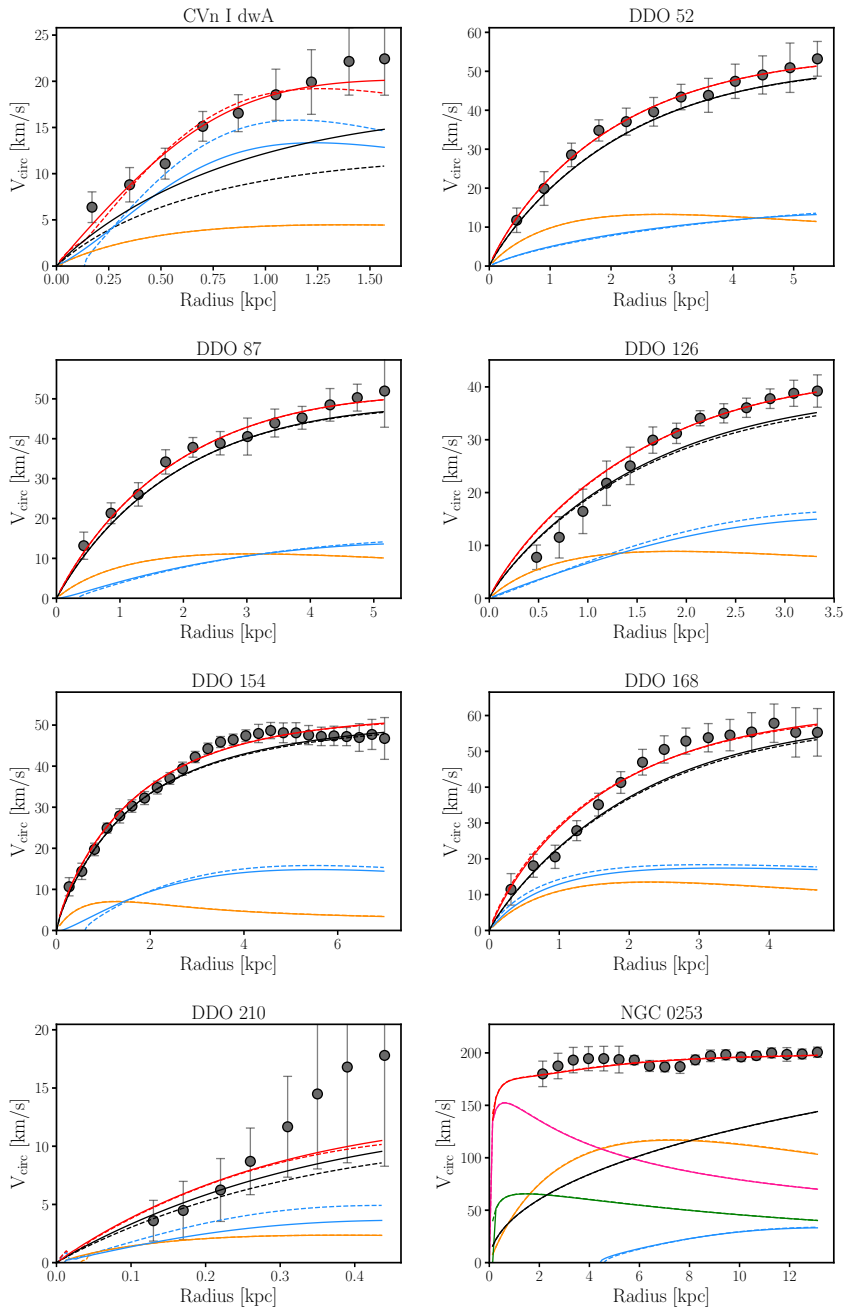 CVn I dwA
DDO 52
25
20
15
10
5
0
V_circ [km/s]
0.00 0.25 0.50 0.75 1.00 1.25 1.50
Radius [kpc]
60
50
40
30
20
10
0
V_circ [km/s]
0 1 2 3 4 5
Radius [kpc]
DDO 87
DDO 126
50
40
30
20
10
0
V_circ [km/s]
0 1 2 3 4 5
Radius [kpc]
40
30
20
10
0
V_circ [km/s]
0.0 0.5 1.0 1.5 2.0 2.5 3.0 3.5
Radius [kpc]
DDO 154
DDO 168
50
40
30
20
10
0
V_circ [km/s]
0 2 4 6
Radius [kpc]
60
50
40
30
20
10
0
V_circ [km/s]
0 1 2 3 4
Radius [kpc]
DDO 210
NGC 0253
20
15
10
5
0
V_circ [km/s]
0.0 0.1 0.2 0.3 0.4
Radius [kpc]
200
150
100
50
0
V_circ [km/s]
0 2 4 6 8 10 12
Radius [kpc]